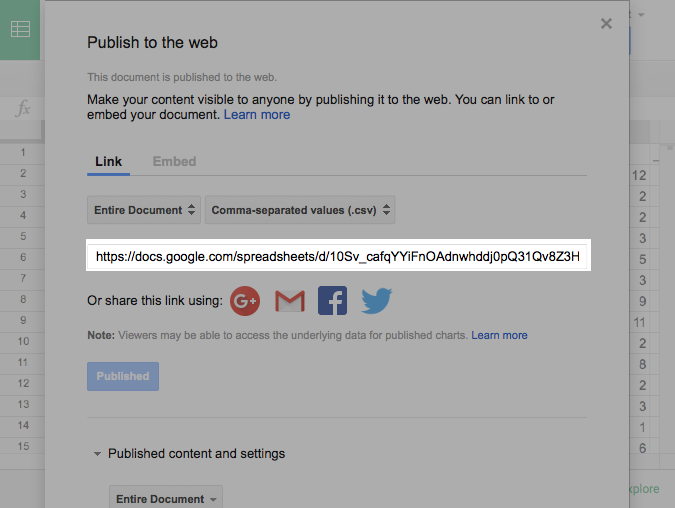 Publish to the web
This document is published to the web.
Make your content visible to anyone by publishing it to the web. You can link to or
embed your document. Learn more
fx
Link Embed
Entire Document Comma-separated values (.csv)
https://docs.google.com/spreadsheets/d/10Sv_cafqYYiFnOAdnwhddj0pQ31Qv8Z3H
Or share this link using: G+ f
Note: Viewers may be able to access the underlying data for published charts. Learn more
Published
Published content and settings
Entire Document
1
2 12
3 2
4 2
5 3
6 5
7 3
8 9
9 11
10 2
11 8
12 2
13 3
14 1
15 6
xplore